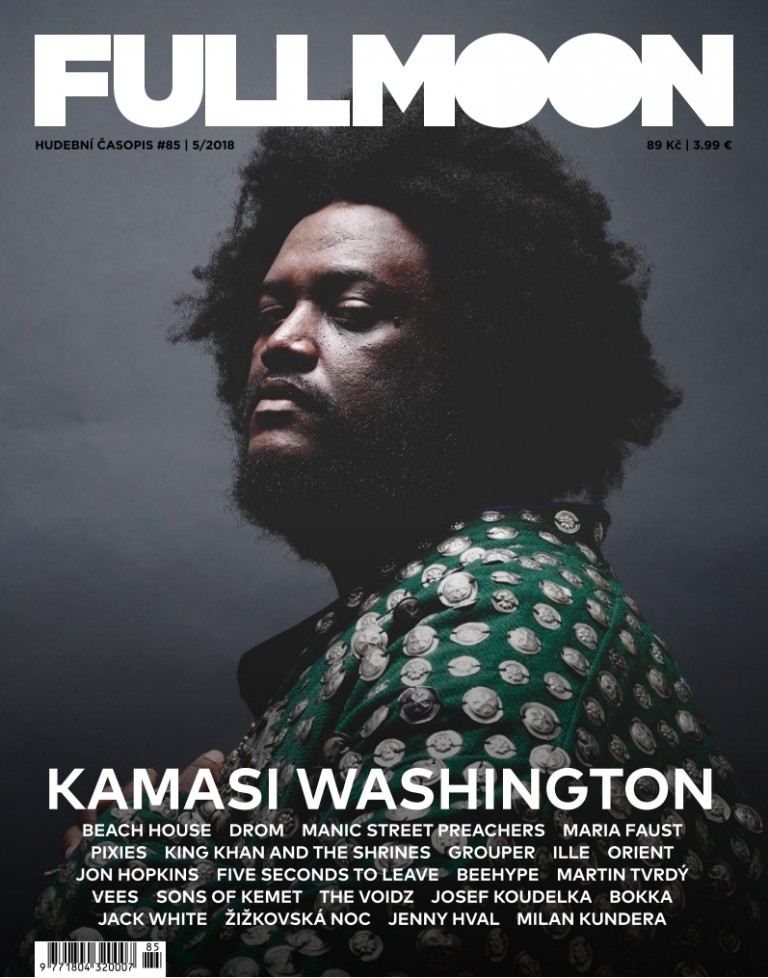 FULLMOON
HUDEBNÍ ČASOPIS #85 | 5/2018 89 Kč | 3.99 €
KAMASI WASHINGTON
BEACH HOUSE DROM MANIC STREET PREACHERS MARIA FAUST
PIXIES KING KHAN AND THE SHRINES GROUPER ILLE ORIENT
JON HOPKINS FIVE SECONDS TO LEAVE BEEHYPE MARTIN TVRDÝ
VEES SONS OF KEMET THE VOIDZ JOSEF KOUDELKA BOKKA
JACK WHITE ŽIŽKOVSKÁ NOC JENNY HVAL MILAN KUNDERA
85
9 771804 320007